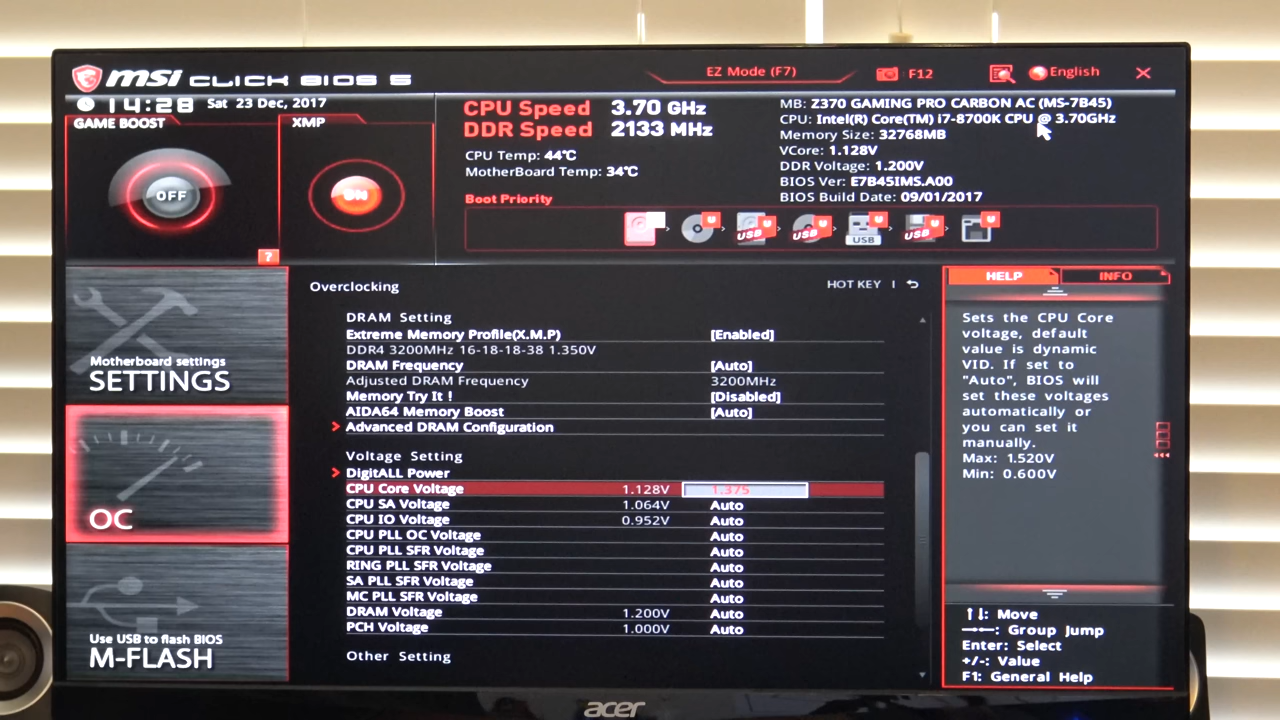 msi CLICK BIOS 5
EZ Mode (F7)
F12
English
14:28 Sat 23 Dec, 2017
GAME BOOST
XMP
OFF
ON
?
CPU Speed 3.70 GHz
DDR Speed 2133 MHz
CPU Temp: 44℃
MotherBoard Temp: 34℃
MB: Z370 GAMING PRO CARBON AC (MS-7B45)
CPU: Intel(R) Core(TM) i7-8700K CPU @ 3.70GHz
Memory Size: 32768MB
VCore: 1.128V
DDR Voltage: 1.200V
BIOS Ver: E7B45IMS.A00
BIOS Build Date: 09/01/2017
Boot Priority
USB
USB
USB
USB
Motherboard settings
SETTINGS
OC
Use USB to flash BIOS
M-FLASH
Overclocking
HOT KEY
DRAM Setting
Extreme Memory Profile(X.M.P) [Enabled]
DDR4 3200MHz 16-18-18-38 1.350V
DRAM Frequency [Auto]
Adjusted DRAM Frequency 3200MHz
Memory Try It ! [Disabled]
AIDA64 Memory Boost [Auto]
> Advanced DRAM Configuration
Voltage Setting
> DigitALL Power
CPU Core Voltage 1.128V 1.375
CPU SA Voltage 1.064V Auto
CPU IO Voltage 0.952V Auto
CPU PLL OC Voltage Auto
CPU PLL SFR Voltage Auto
RING PLL SFR Voltage Auto
SA PLL SFR Voltage Auto
MC PLL SFR Voltage Auto
DRAM Voltage 1.200V Auto
PCH Voltage 1.000V Auto
Other Setting
HELP
INFO
Sets the CPU Core
voltage, default
value is dynamic
VID. If set to
"Auto", BIOS will
set these voltages
automatically or
you can set it
manually.
Max: 1.520V
Min: 0.600V
↑↓: Move
→←: Group Jump
Enter: Select
+/-: Value
F1: General Help
acer